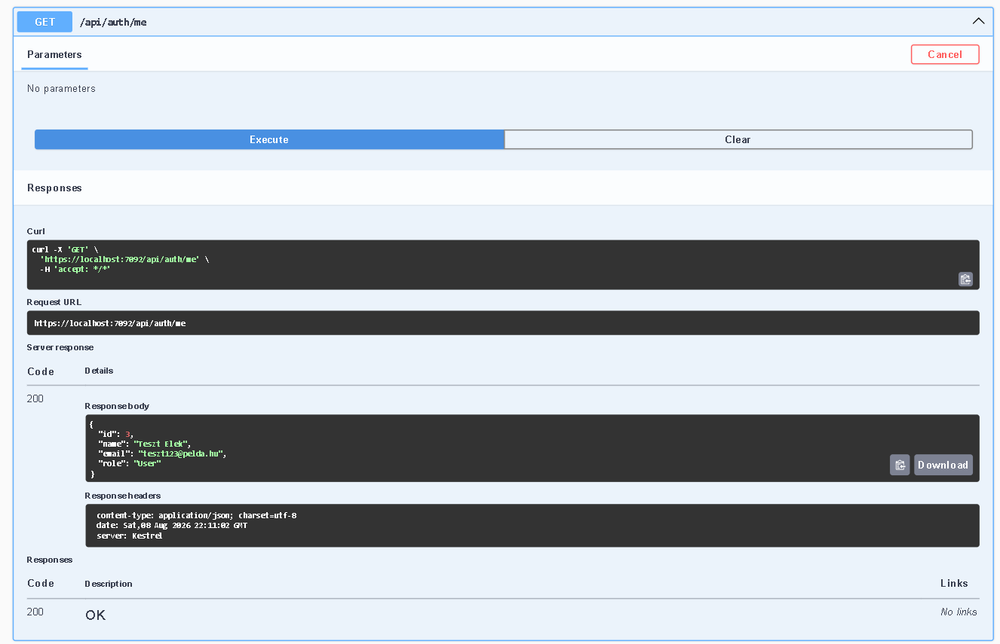 GET /api/auth/me
Parameters
Cancel
No parameters
Execute
Clear
Responses
Curl
curl -X 'GET' \
'https://localhost:7092/api/auth/me' \
-H 'accept: */*'
Request URL
https://localhost:7092/api/auth/me
Server response
Code Details
200
Response body
{
"id": 3,
"name": "Teszt Elek",
"email": "teszt123@pelda.hu",
"role": "User"
}
Download
Response headers
content-type: application/json; charset=utf-8
date: Sat,08 Aug 2026 22:11:02 GMT
server: Kestrel
Responses
Code Description Links
200 OK No links